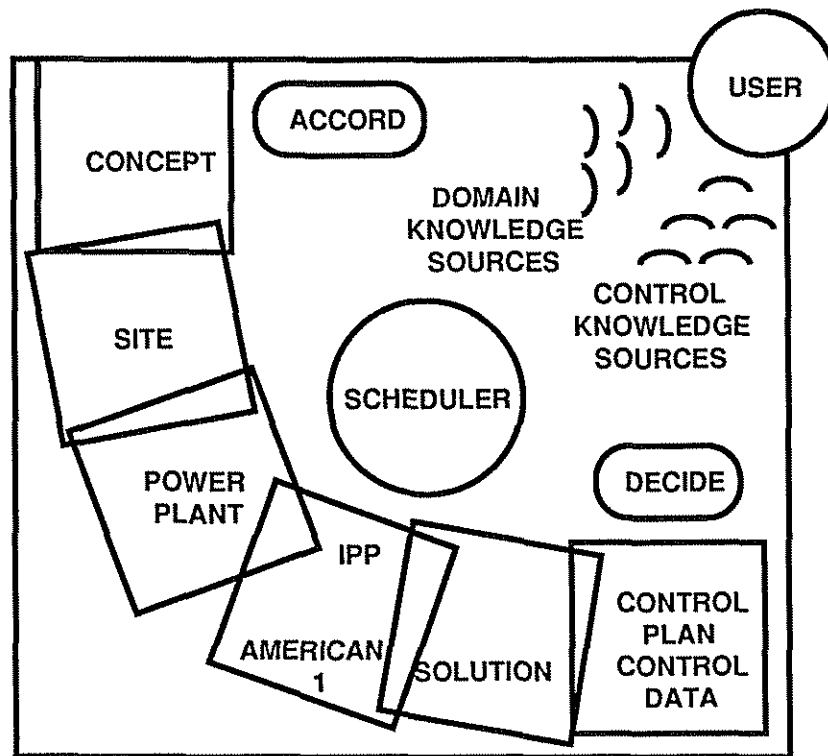 USER
ACCORD
CONCEPT
DOMAIN
KNOWLEDGE
SOURCES
CONTROL
KNOWLEDGE
SOURCES
SITE
SCHEDULER
POWER
PLANT
DECIDE
IPP
AMERICAN
1
SOLUTION
CONTROL
PLAN
CONTROL
DATA